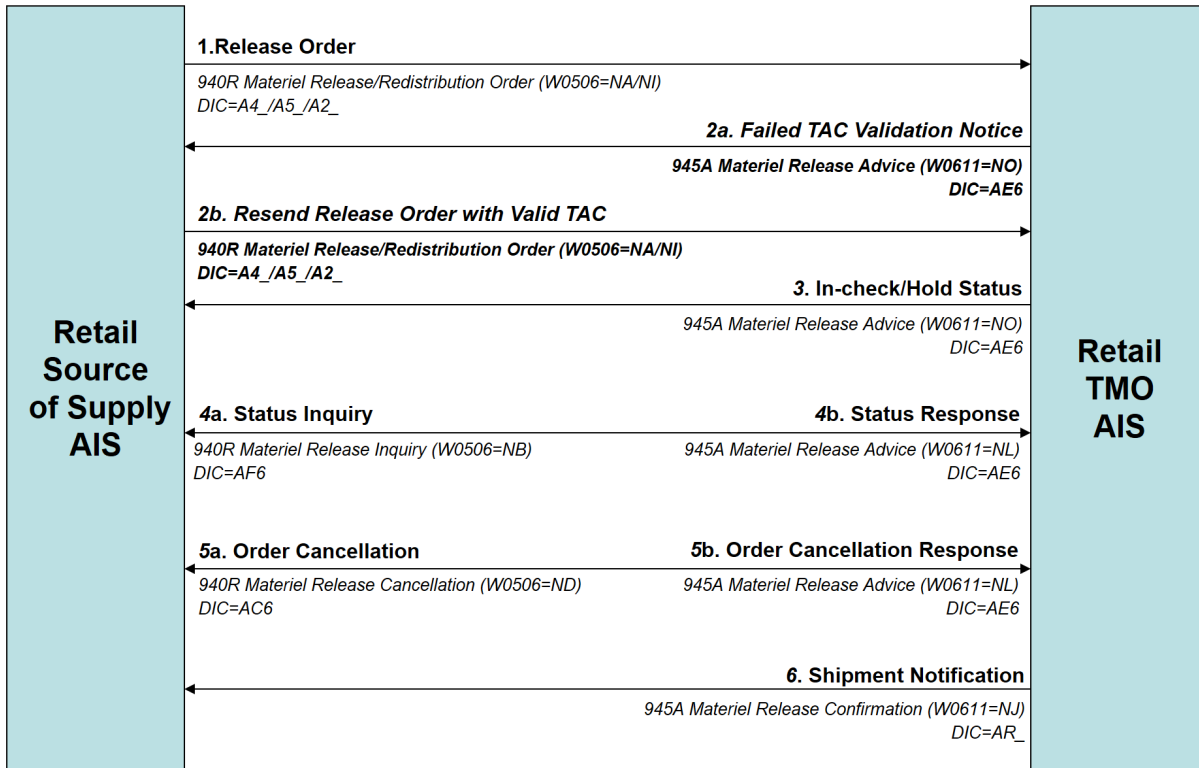 Retail
Source
of Supply
AIS
1.Release Order
940R Materiel Release/Redistribution Order (W0506=NA/NI)
DIC=A4_/A5_/A2_
2a. Failed TAC Validation Notice
945A Materiel Release Advice (W0611=NO)
DIC=AE6
2b. Resend Release Order with Valid TAC
940R Materiel Release/Redistribution Order (W0506=NA/NI)
DIC=A4_/A5_/A2_
3. In-check/Hold Status
945A Materiel Release Advice (W0611=NO)
DIC=AE6
4a. Status Inquiry
940R Materiel Release Inquiry (W0506=NB)
DIC=AF6
4b. Status Response
945A Materiel Release Advice (W0611=NL)
DIC=AE6
5a. Order Cancellation
940R Materiel Release Cancellation (W0506=ND)
DIC=AC6
5b. Order Cancellation Response
945A Materiel Release Advice (W0611=NL)
DIC=AE6
6. Shipment Notification
945A Materiel Release Confirmation (W0611=NJ)
DIC=AR_
Retail
TMO
AIS